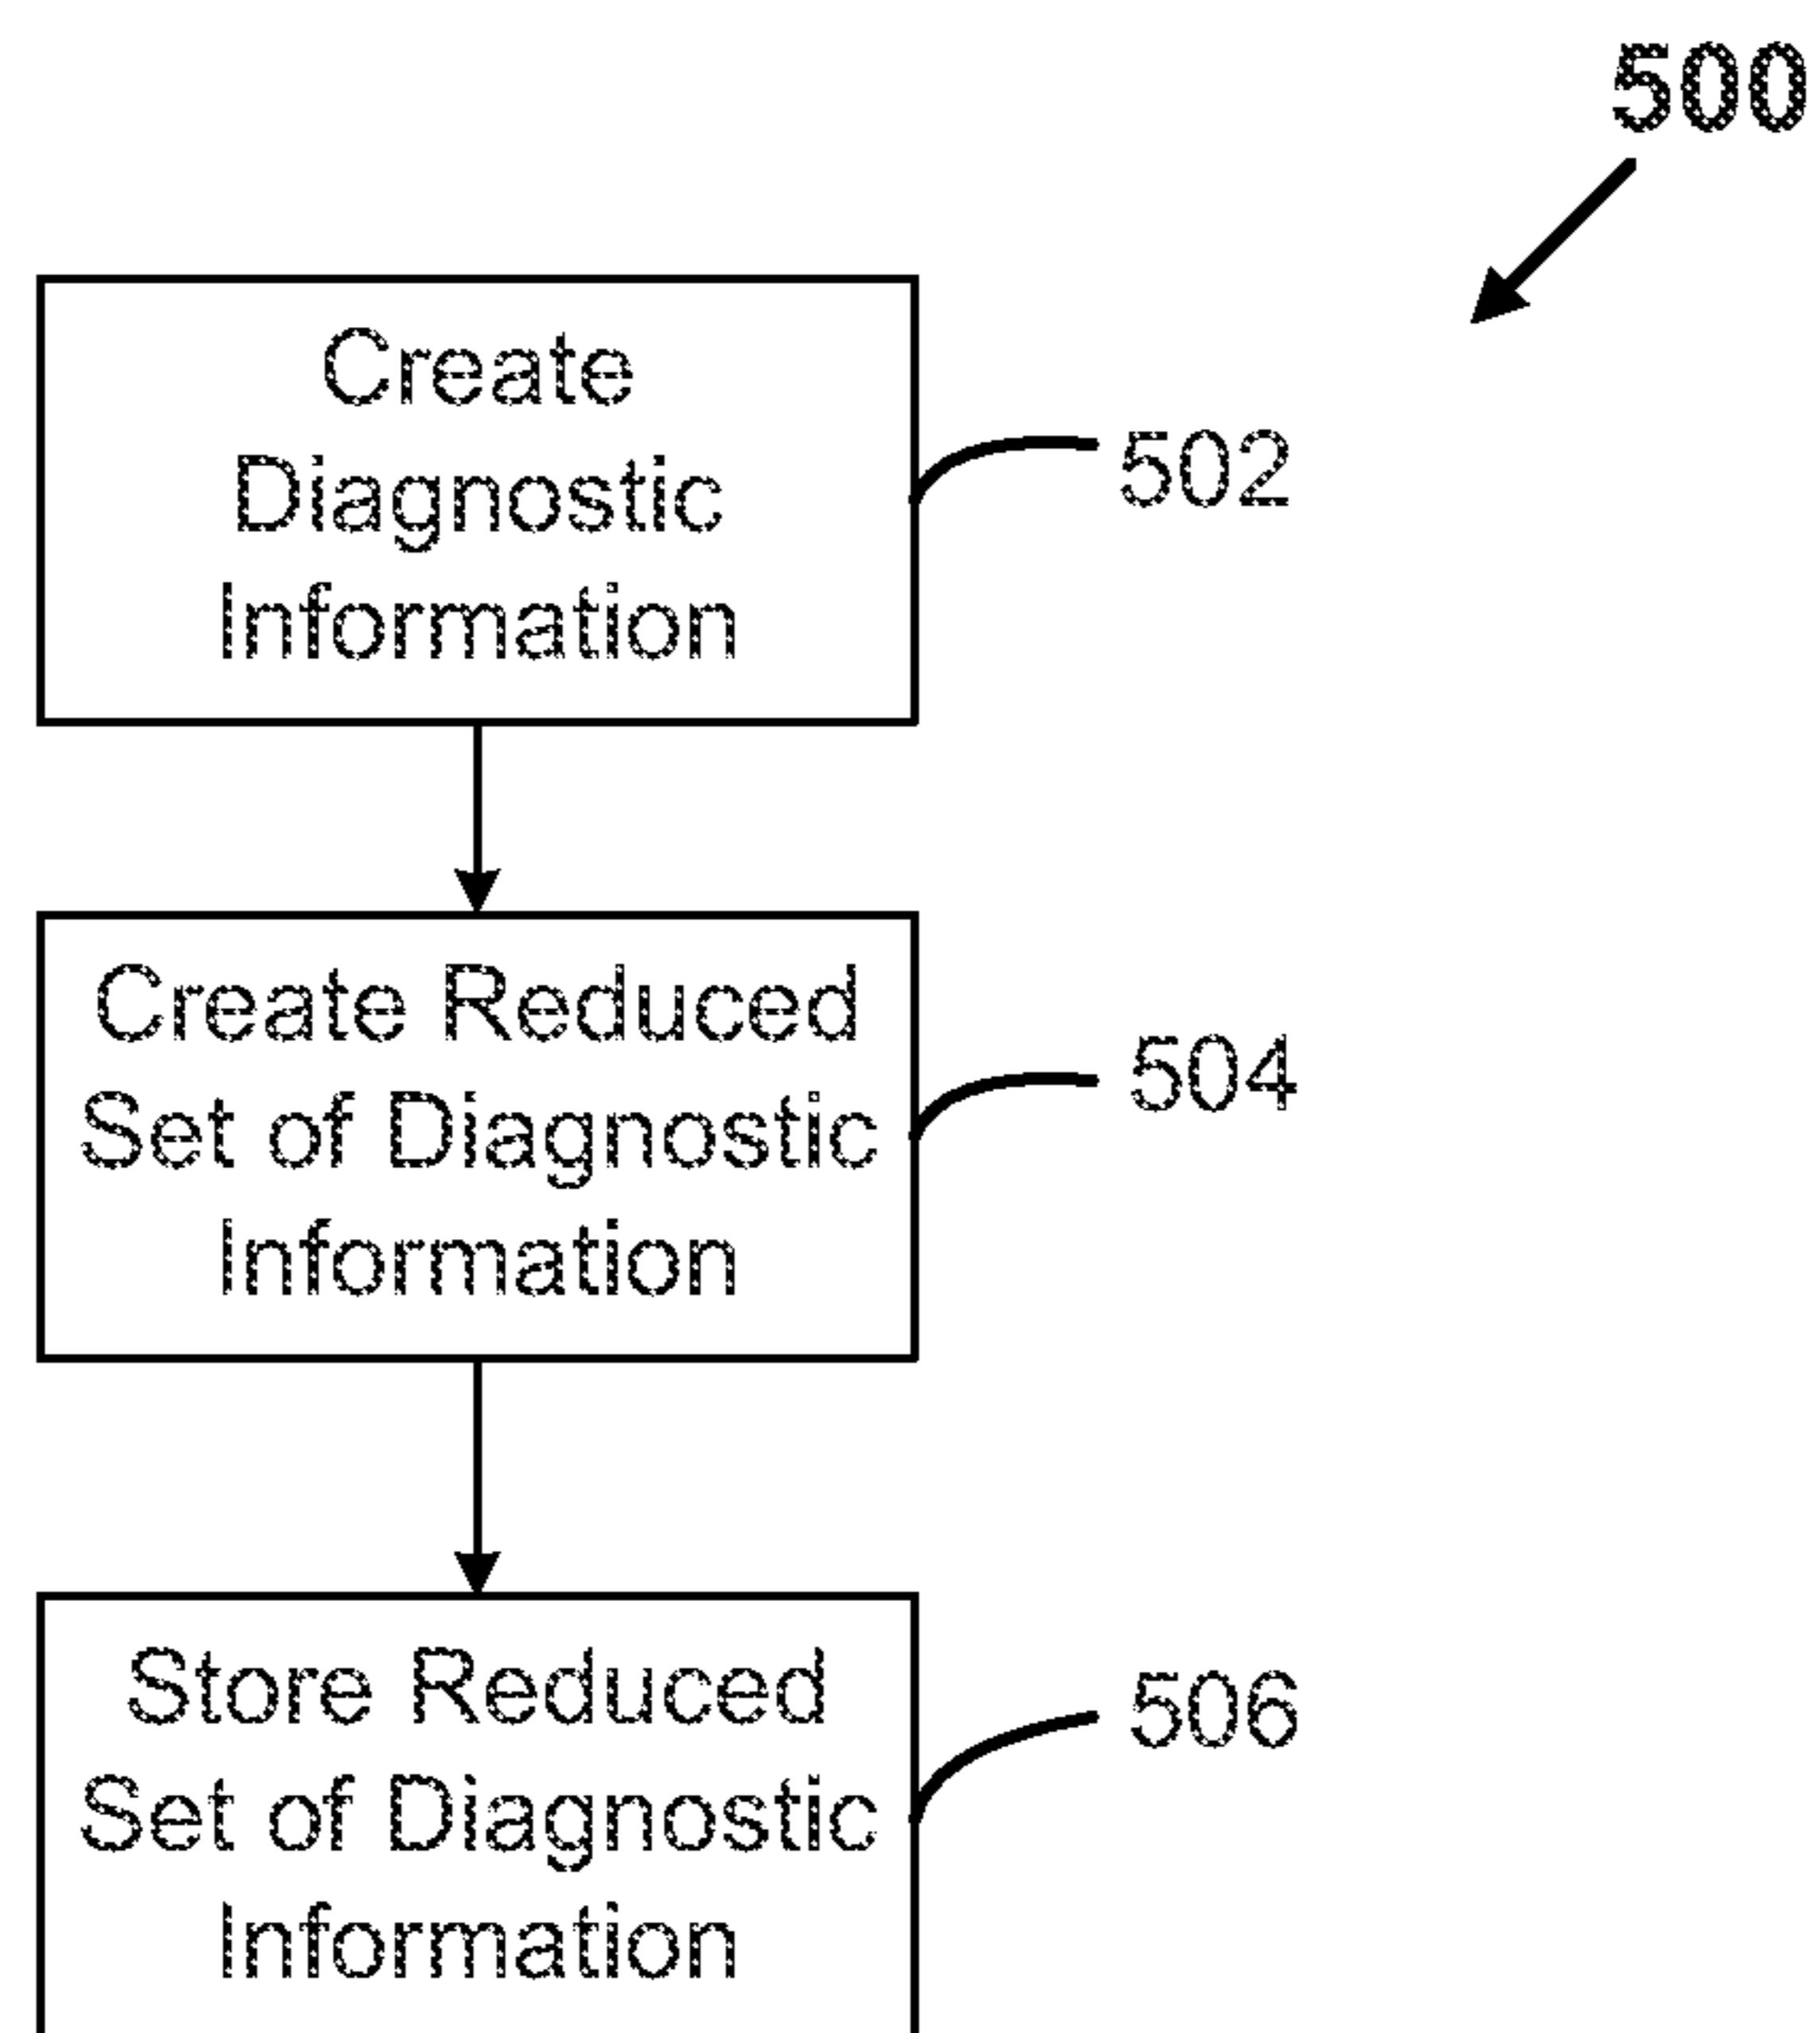 500
Create
Diagnostic
Information
502
Create Reduced
Set of Diagnostic
Information
504
Store Reduced
Set of Diagnostic
Information
506